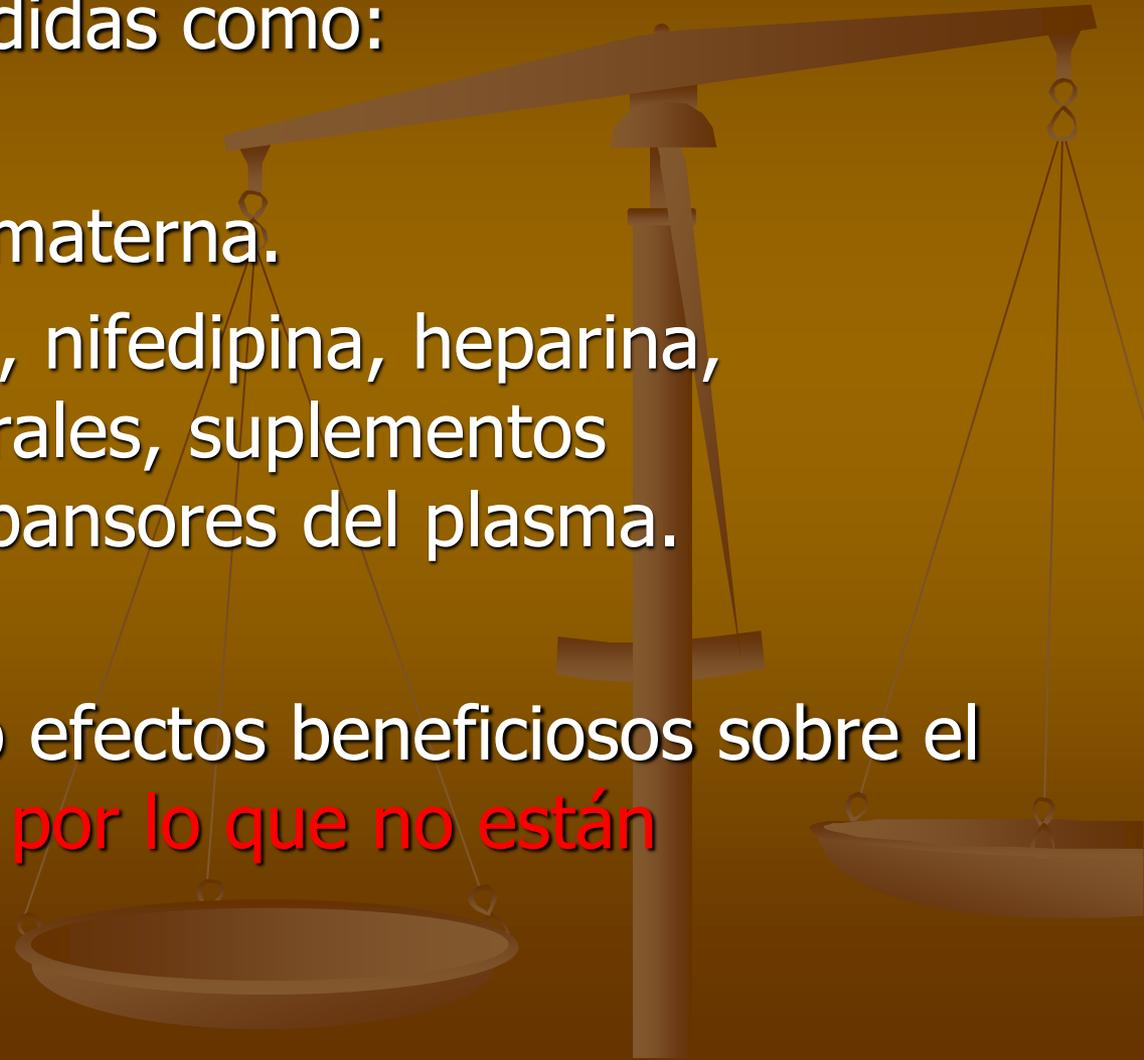 didas como:
materna.
, nifedipina, heparina,
rales, suplementos
pansores del plasma.
efectos beneficiosos sobre el
por lo que no están